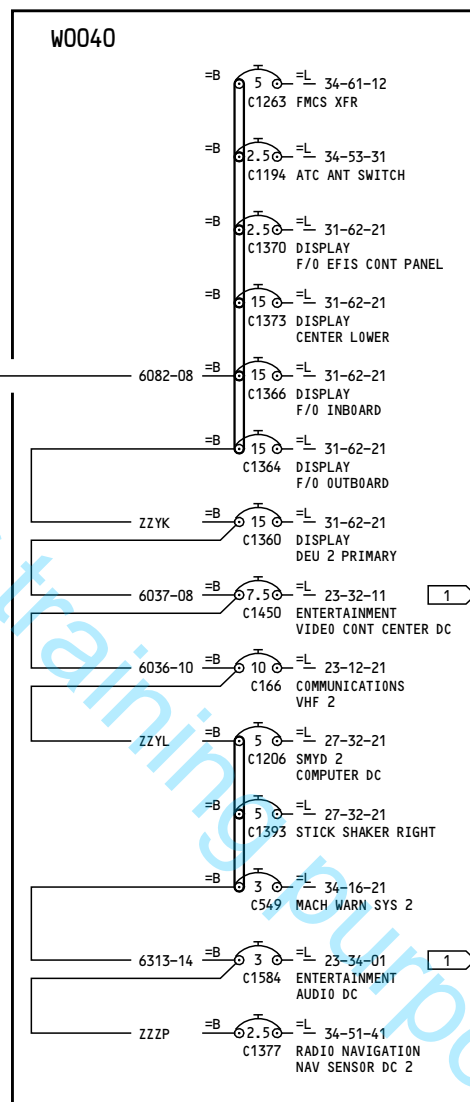 W0040
=B 5 =L 34-61-12
C1263 FMCS XFR
=B 2.5 =L 34-53-31
C1194 ATC ANT SWITCH
=B 2.5 =L 31-62-21
C1370 DISPLAY
F/O EFIS CONT PANEL
=B 15 =L 31-62-21
C1373 DISPLAY
CENTER LOWER
6082-08 =B 15 =L 31-62-21
C1366 DISPLAY
F/O INBOARD
=B 15 =L 31-62-21
C1364 DISPLAY
F/O OUTBOARD
ZZYK =B 15 =L 31-62-21
C1360 DISPLAY
DEU 2 PRIMARY
6037-08 =B 7.5 =L 23-32-11 1
C1450 ENTERTAINMENT
VIDEO CONT CENTER DC
6036-10 =B 10 =L 23-12-21
C166 COMMUNICATIONS
VHF 2
ZZYL =B 5 =L 27-32-21
C1206 SMYD 2
COMPUTER DC
=B 5 =L 27-32-21
C1393 STICK SHAKER RIGHT
=B 3 =L 34-16-21
C549 MACH WARN SYS 2
6313-14 =B 3 =L 23-34-01 1
C1584 ENTERTAINMENT
AUDIO DC
ZZZP =B 2.5 =L 34-51-41
C1377 RADIO NAVIGATION
NAV SENSOR DC 2
training purpo